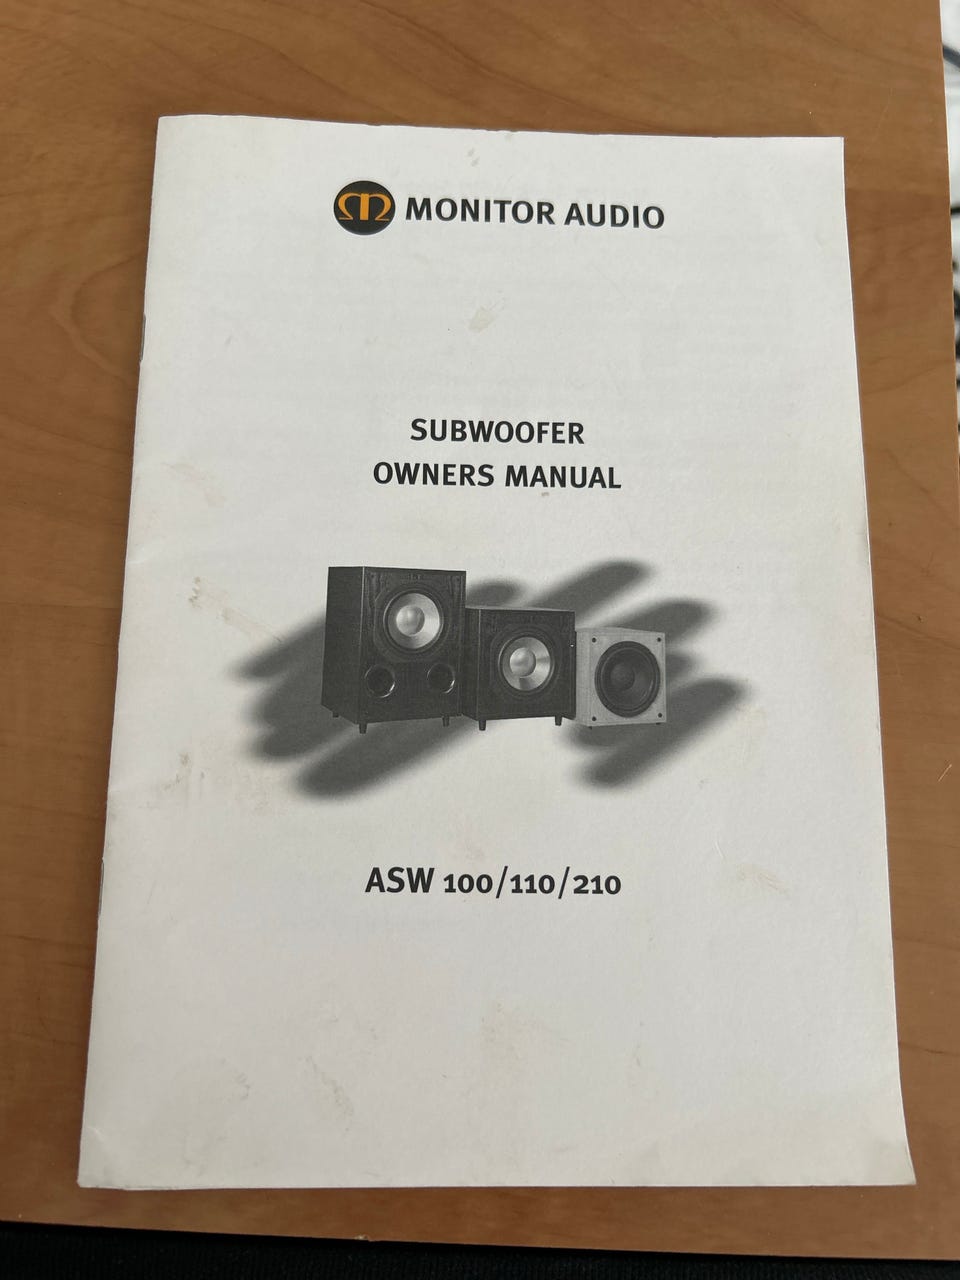 MONITOR AUDIO
SUBWOOFER
OWNERS MANUAL
ASW 100/110/210